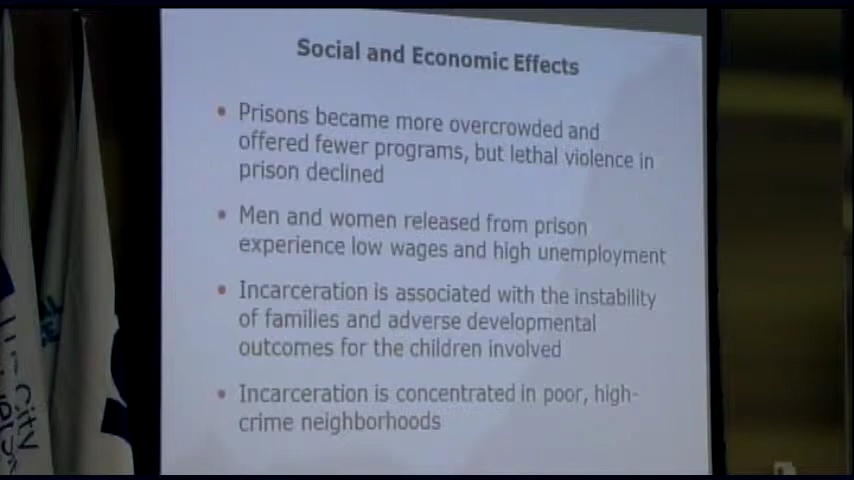 Social and Economic Effects
• Prisons became more overcrowded and
offered fewer programs, but lethal violence in
prison declined
• Men and women released from prison
experience low wages and high unemployment
• Incarceration is associated with the instability
of families and adverse developmental
outcomes for the children involved
• Incarceration is concentrated in poor, high-
crime neighborhoods
City